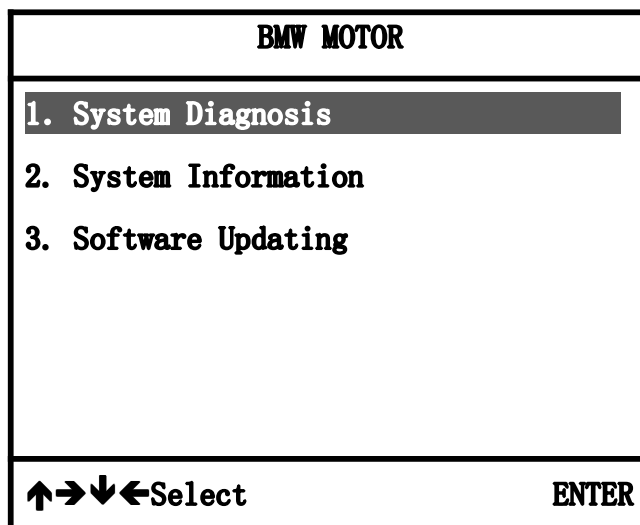 BMW MOTOR
1. System Diagnosis
2. System Information
3. Software Updating
↑→↓←Select ENTER